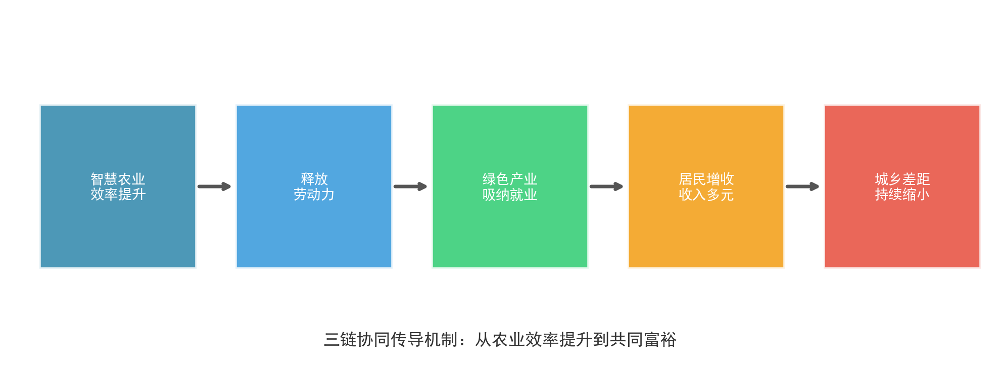 智慧农业
效率提升
释放
劳动力
绿色产业
吸纳就业
居民增收
收入多元
城乡差距
持续缩小
三链协同传导机制：从农业效率提升到共同富裕